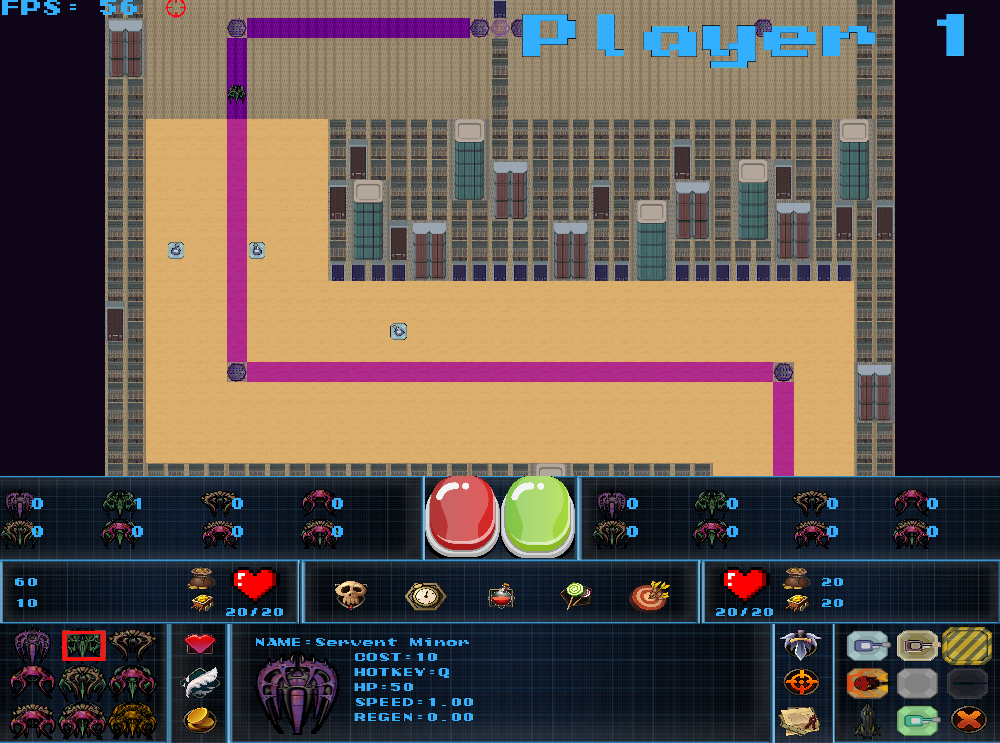 FPS: 56
Player 1
0 1 0 0
0 0 0 0
0 0 0 0
0 0 0 0
60
10
20/20
20/20
20
20
NAME=Servent Minor
COST=10
HOTKEY=Q
HP=50
SPEED=1.00
REGEN=0.00